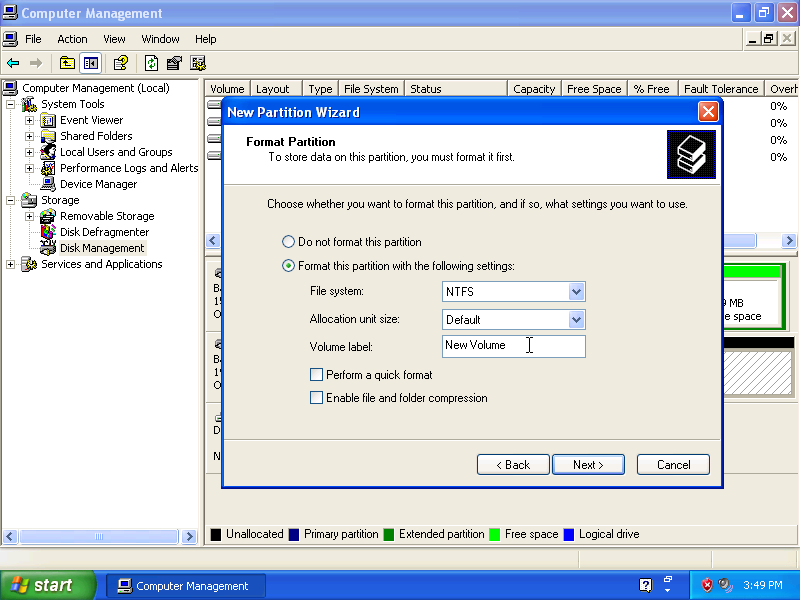 Computer Management
File Action View Window Help
Computer Management (Local)
System Tools
Event Viewer
Shared Folders
Local Users and Groups
Performance Logs and Alerts
Device Manager
Storage
Removable Storage
Disk Defragmenter
Disk Management
Services and Applications
Volume Layout Type File System Status Capacity Free Space % Free Fault Tolerance Overh
0%
0%
0%
0%
New Partition Wizard
Format Partition
To store data on this partition, you must format it first.
Choose whether you want to format this partition, and if so, what settings you want to use.
Do not format this partition
Format this partition with the following settings:
File system: NTFS
Allocation unit size: Default
Volume label: New Volume
Perform a quick format
Enable file and folder compression
< Back Next > Cancel
9 MB
e space
Unallocated Primary partition Extended partition Free space Logical drive
start Computer Management 3:49 PM